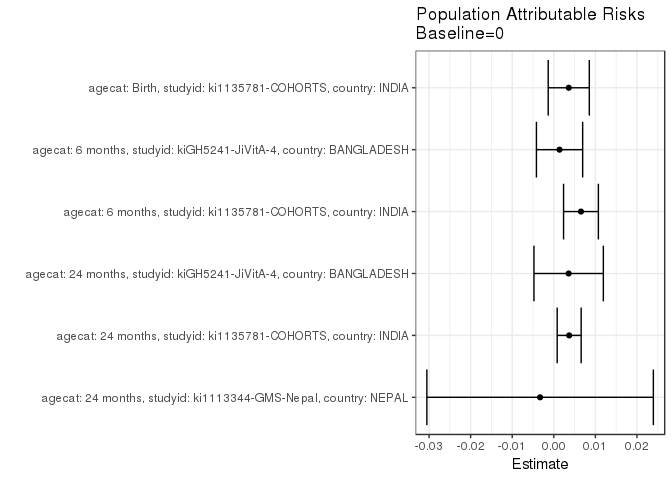 Population Attributable Risks
Baseline=0
agecat: Birth, studyid: ki1135781-COHORTS, country: INDIA
agecat: 6 months, studyid: kiGH5241-JiVitA-4, country: BANGLADESH
agecat: 6 months, studyid: ki1135781-COHORTS, country: INDIA
agecat: 24 months, studyid: kiGH5241-JiVitA-4, country: BANGLADESH
agecat: 24 months, studyid: ki1135781-COHORTS, country: INDIA
agecat: 24 months, studyid: ki1113344-GMS-Nepal, country: NEPAL
-0.03 -0.02 -0.01 0.00 0.01 0.02
Estimate